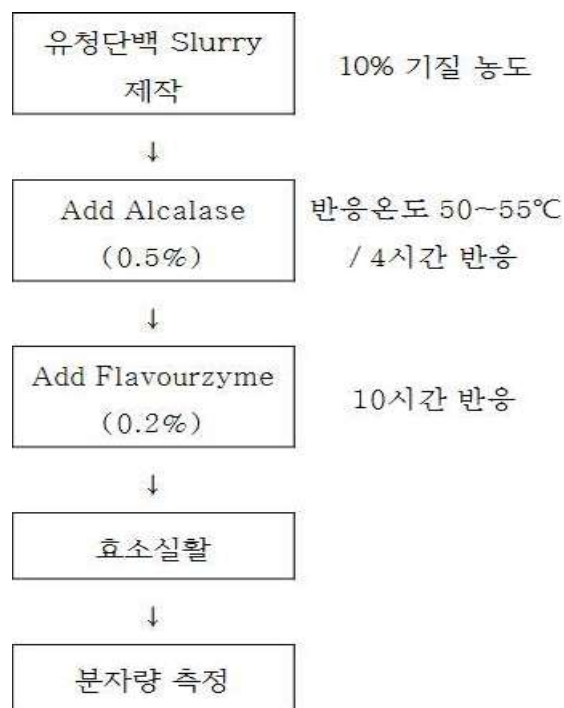 유청단백 Slurry
제작
10% 기질 농도
↓
Add Alcalase
(0.5%)
반응온도 50~55℃
/ 4시간 반응
↓
Add Flavourzyme
(0.2%)
10시간 반응
↓
효소실활
↓
분자량 측정